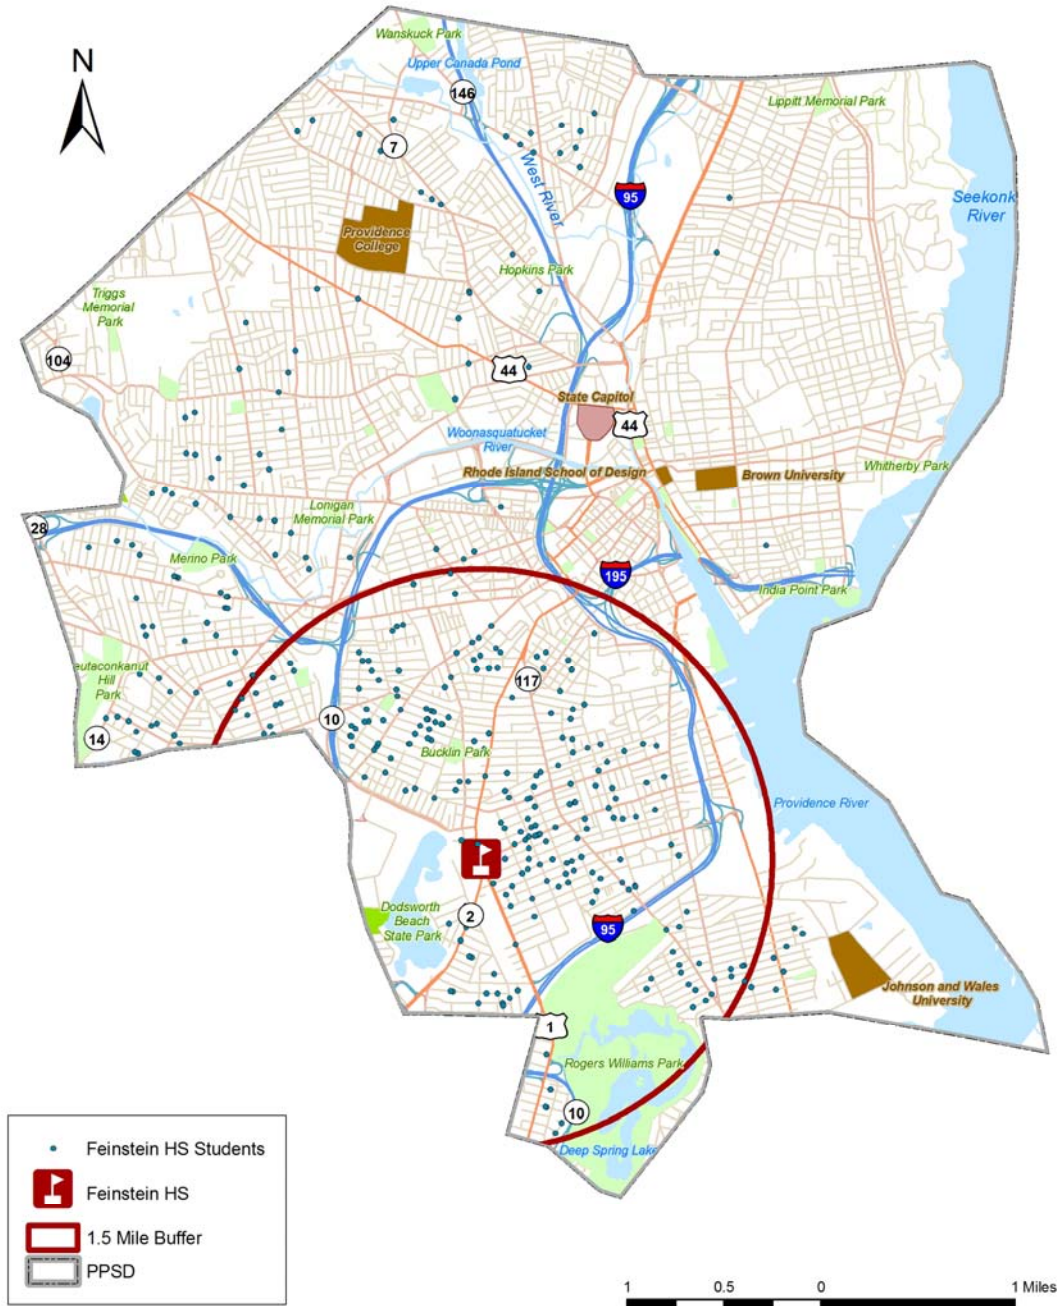 Wanskuck Park
N
Upper Canada Pond
146
Lippitt Memorial Park
7
West River
95
Seekonk
River
Providence
College
Hopkins Park
Triggs
Memorial
Park
104
44
State Capitol
44
Woonasquatucket
River
Rhode Island School of Design
Brown University
Whitherby Park
Lonigan
Memorial Park
28
Merino Park
195
India Point Park
eutaconkanut
Hill
Park
117
10
14
Bucklin Park
Providence River
Dodsworth
Beach
State Park
2
95
Johnson and Wales
University
1
Rogers Williams Park
10
Deep Spring Lake
Feinstein HS Students
Feinstein HS
1.5 Mile Buffer
PPSD
1 0.5 0 1 Miles